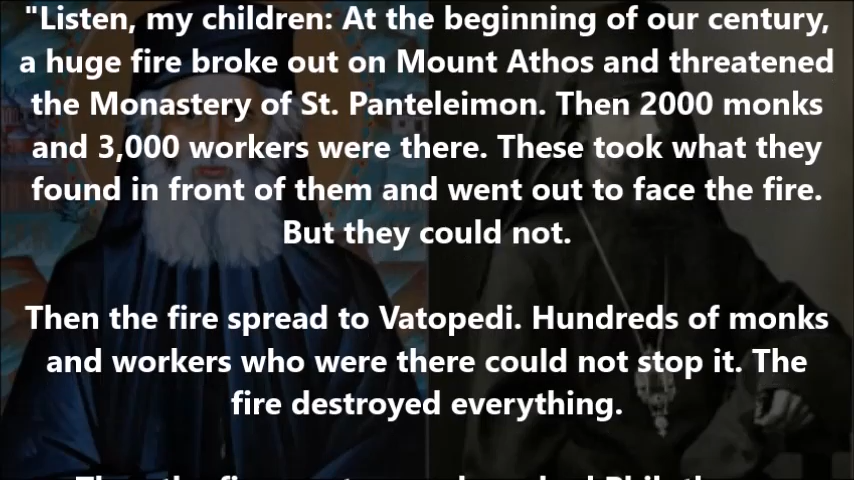 "Listen, my children: At the beginning of our century,
a huge fire broke out on Mount Athos and threatened
the Monastery of St. Panteleimon. Then 2000 monks
and 3,000 workers were there. These took what they
found in front of them and went out to face the fire.
But they could not.
Then the fire spread to Vatopedi. Hundreds of monks
and workers who were there could not stop it. The
fire destroyed everything.